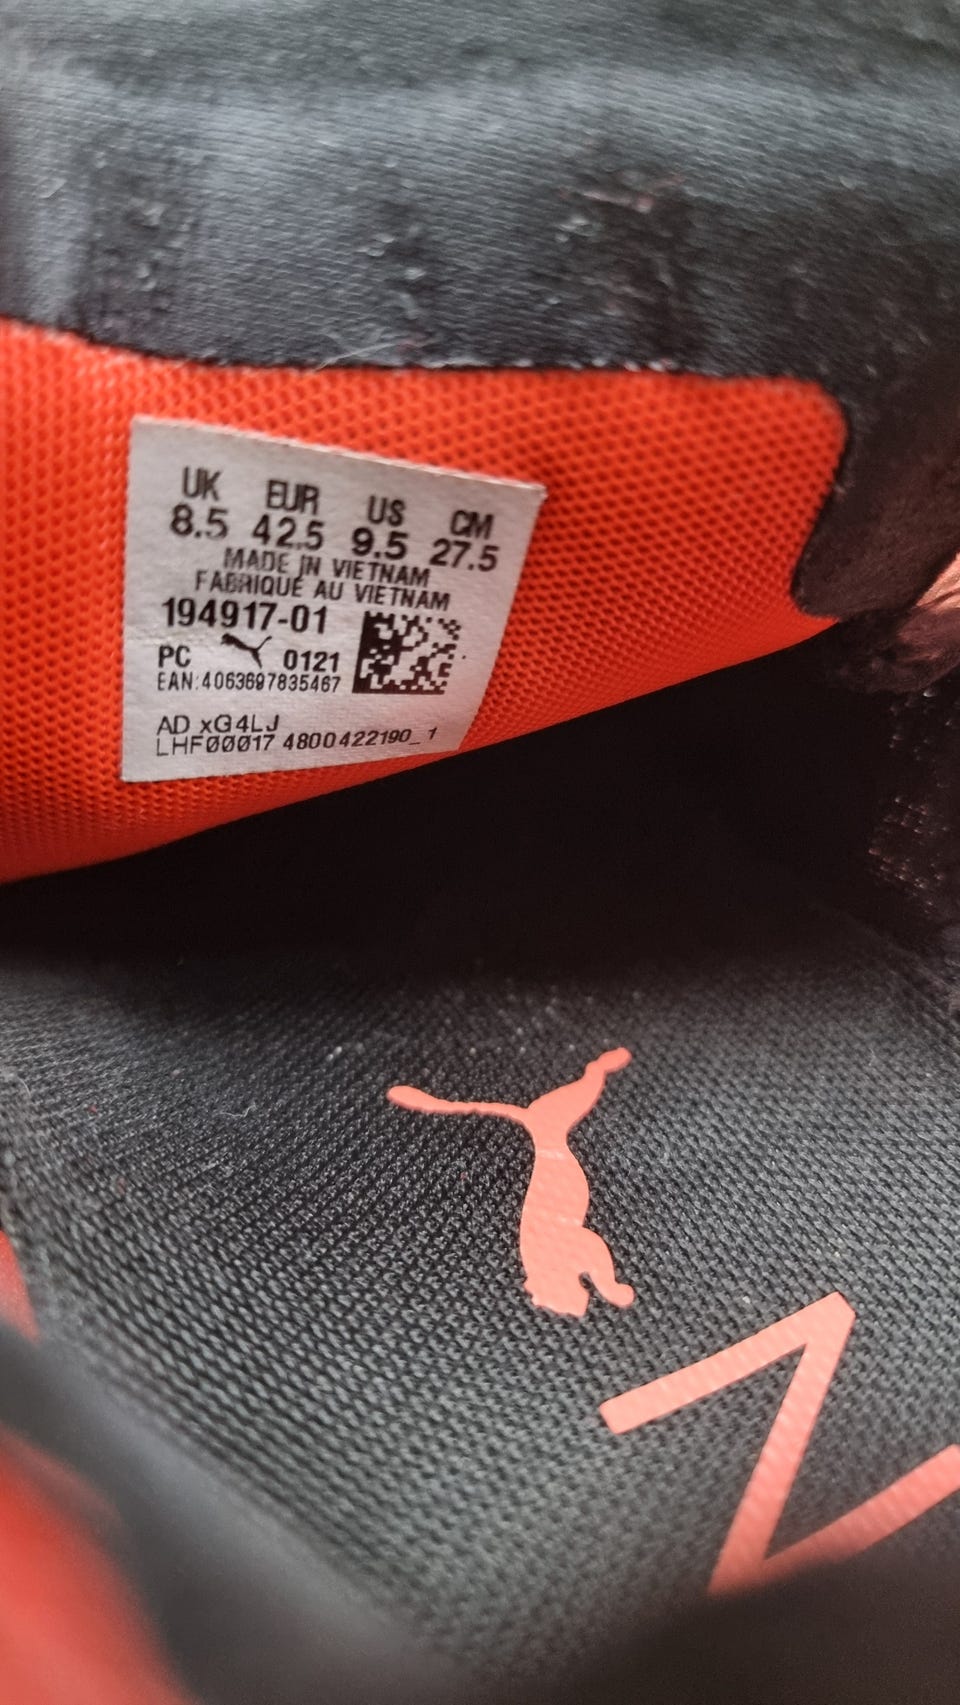 UK EUR US CM
8.5 42.5 9.5 27.5
MADE IN VIETNAM
FABRIQUÉ AU VIETNAM
194917-01
PC 0121
EAN:4063697835467
AD xG4LJ
LHF00017 4800422190_1
N